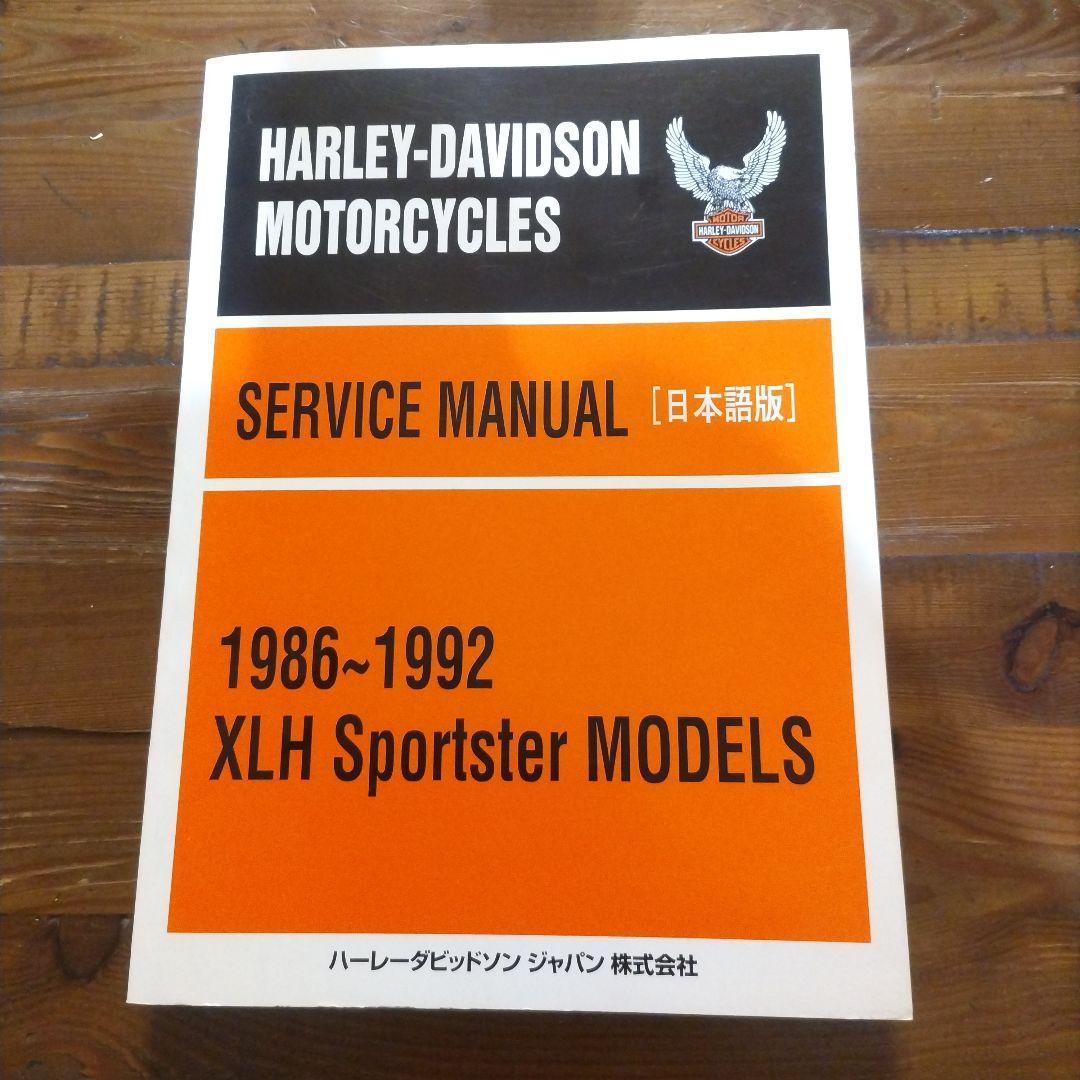 HARLEY-DAVIDSON
MOTORCYCLES
MOTOR
HARLEY-DAVIDSON
CYCLES
SERVICE MANUAL [日本語版]
1986~1992
XLH Sportster MODELS
ハーレーダビッドソン ジャパン 株式会社